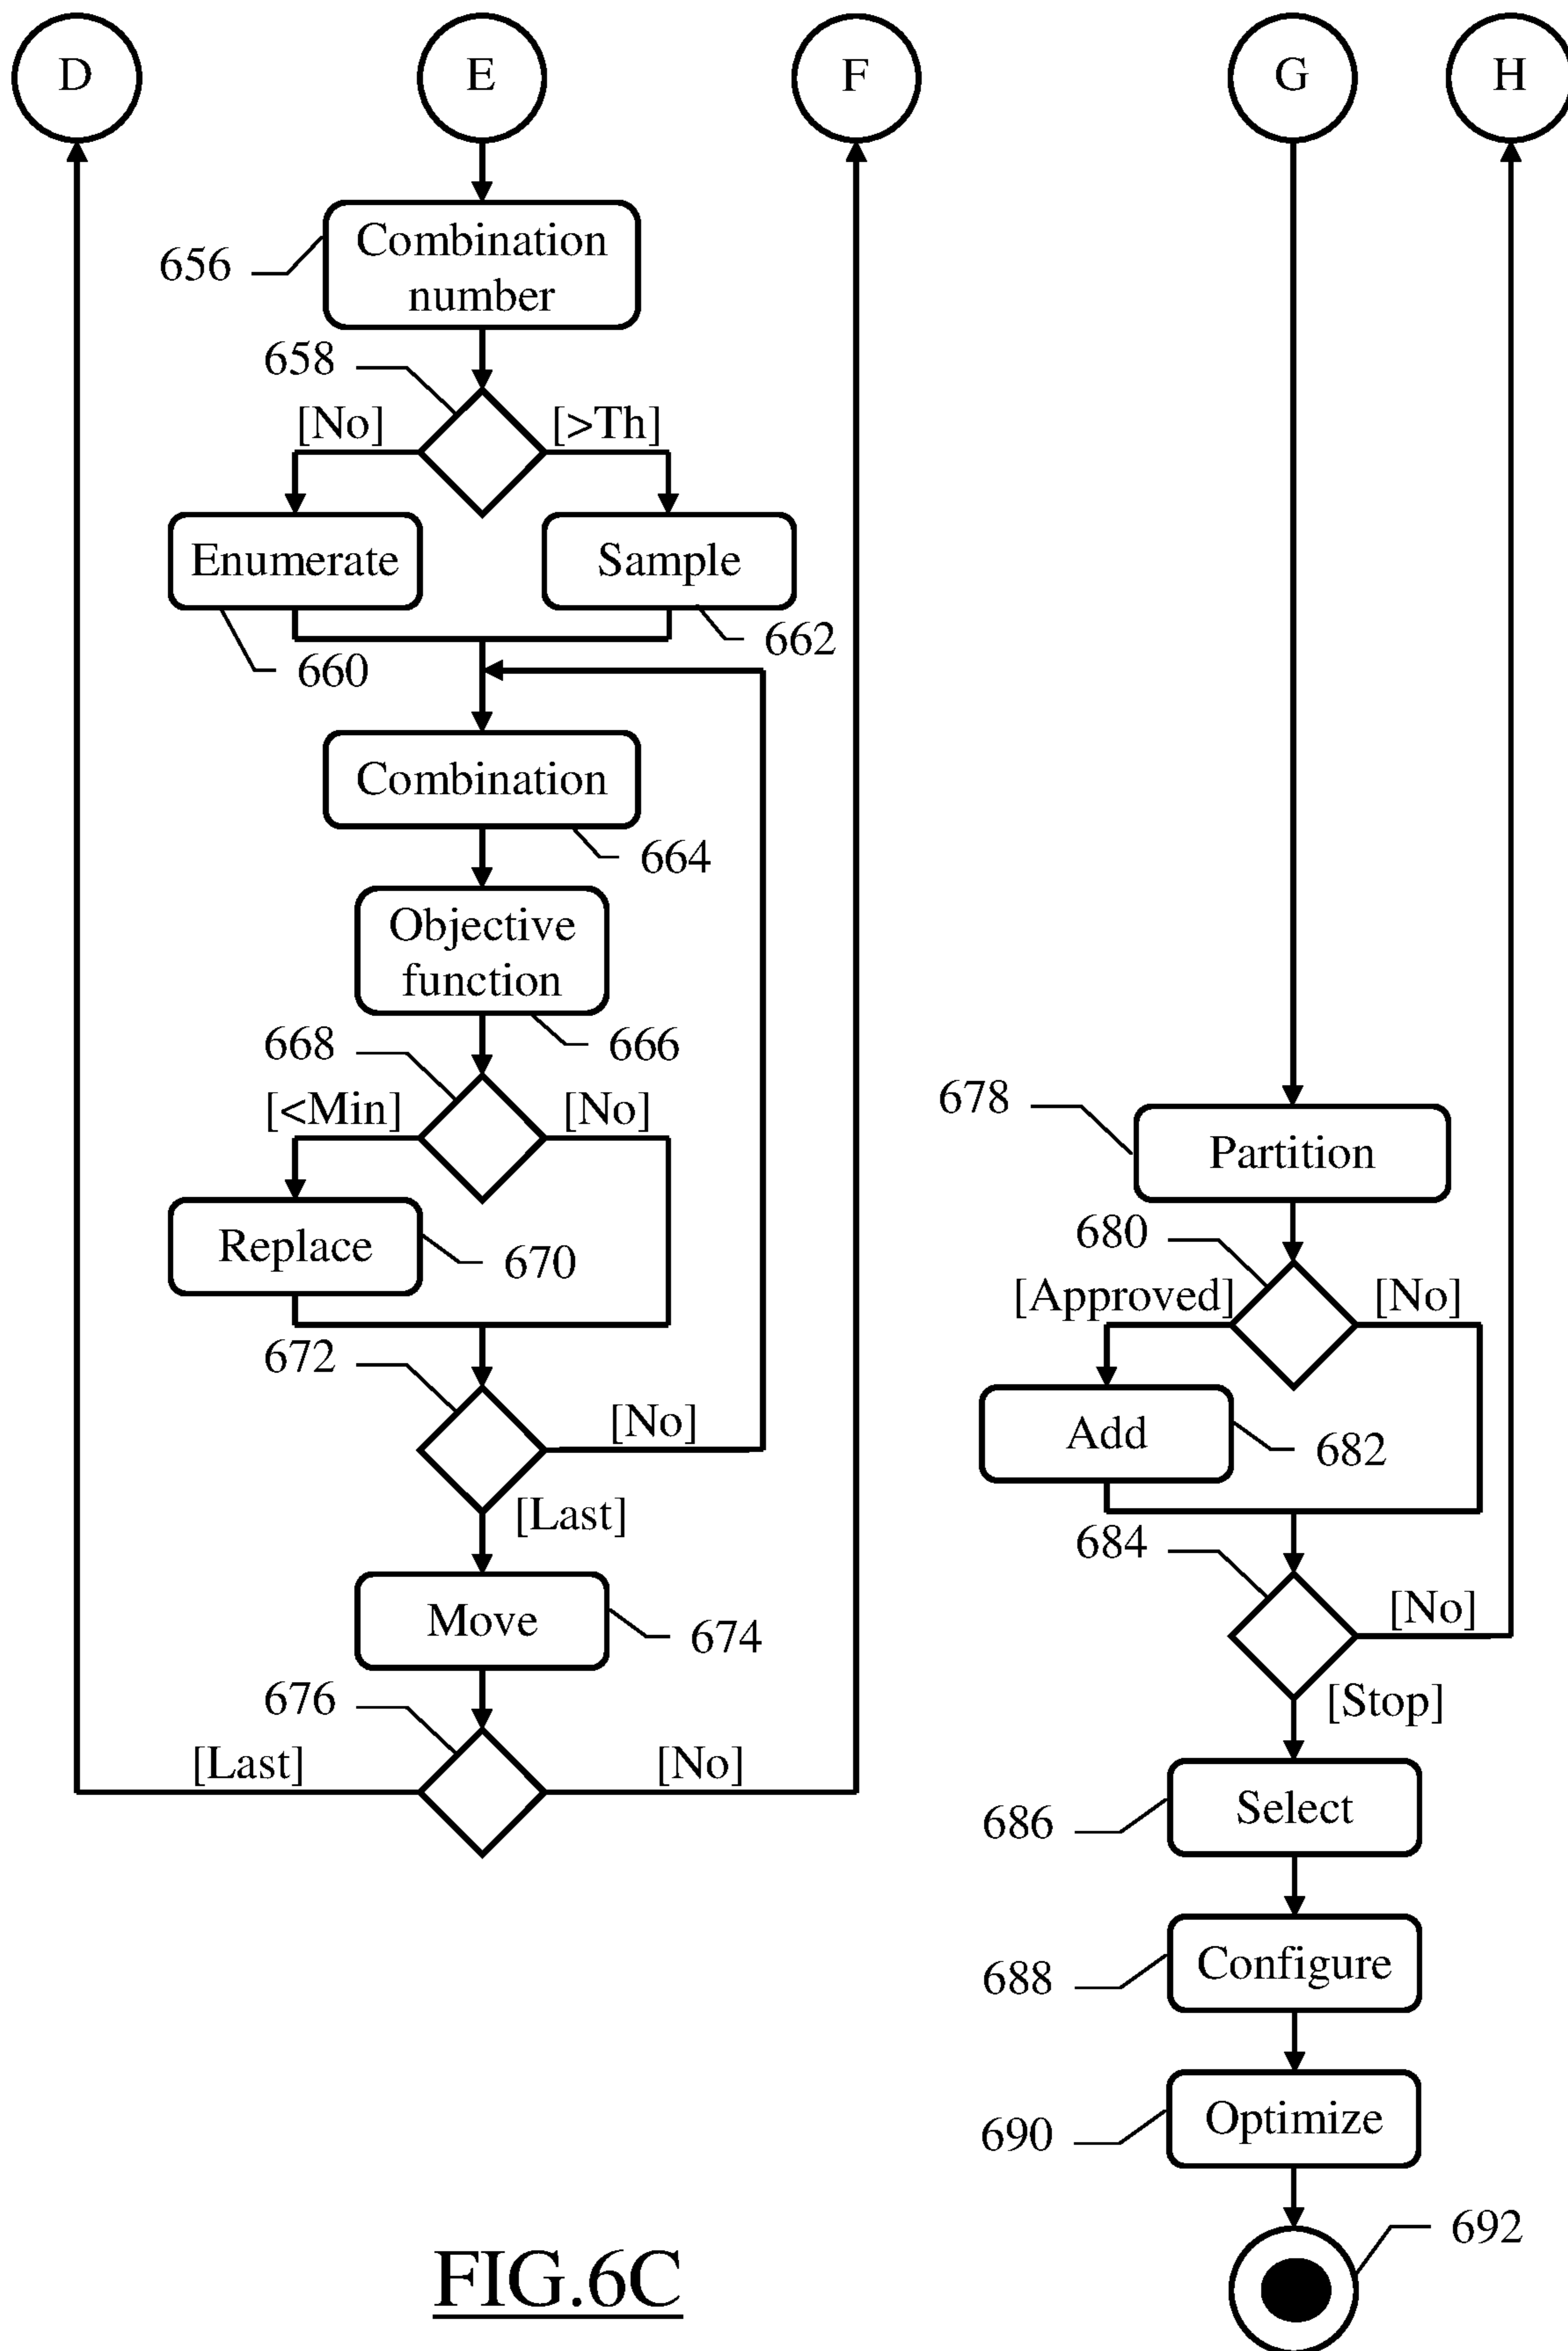 D
E
F
G
H
Combination
number
656
658
[No]
[>Th]
Enumerate
Sample
660
662
Combination
664
Objective
function
666
668
[<Min]
[No]
Replace
670
672
[No]
[Last]
Move
674
676
[Last]
[No]
678
Partition
680
[Approved]
[No]
Add
682
684
[No]
[Stop]
686
Select
688
Configure
690
Optimize
692
FIG.6C